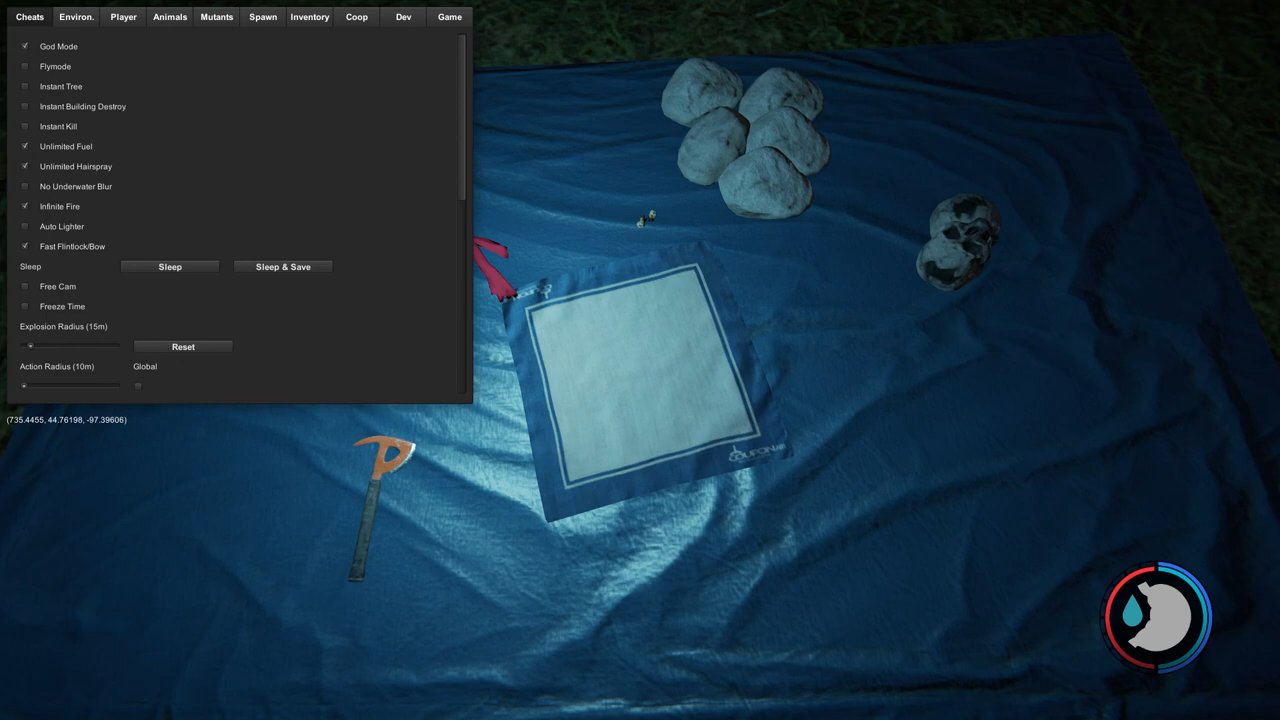 Cheats Environ. Player Animals Mutants Spawn Inventory Coop Dev Game
God Mode
Flymode
Instant Tree
Instant Building Destroy
Instant Kill
Unlimited Fuel
Unlimited Hairspray
No Underwater Blur
Infinite Fire
Auto Lighter
Fast Flintlock/Bow
Sleep Sleep Sleep & Save
Free Cam
Freeze Time
Explosion Radius (15m)
Reset
Action Radius (10m) Global
(735.4455, 44.76198, -97.39606)